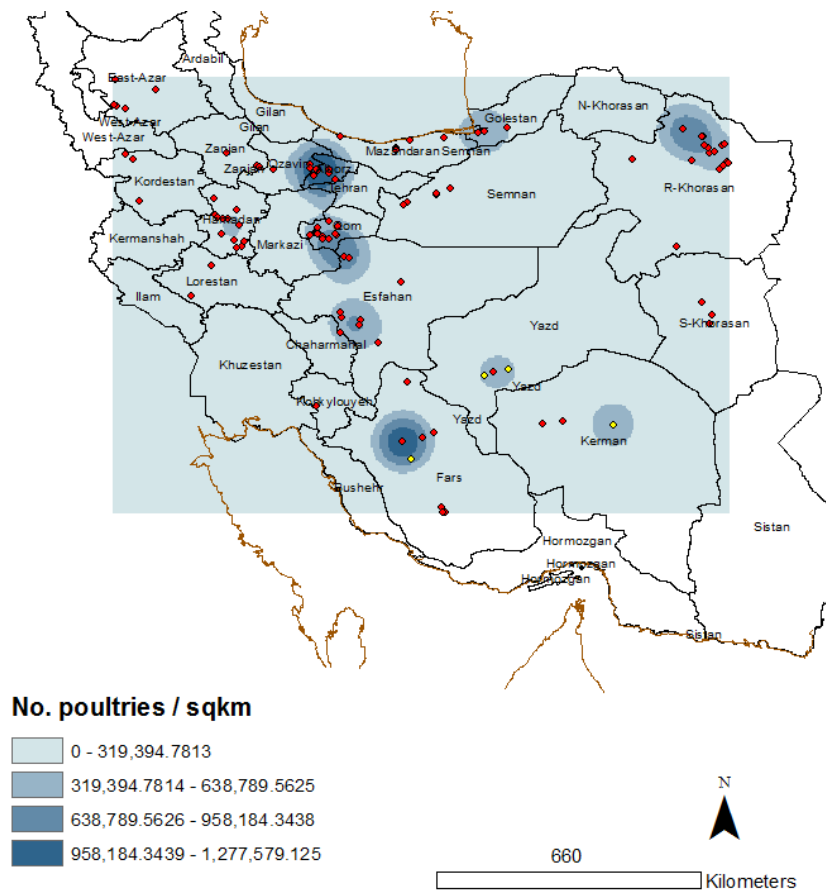 Ardabil
East-Azar
N-Khorasan
Gilan
Golestan
West-Azar
Gilan
West-Azar
Zanjan
Mazandaran
Semnan
Qazvin
Alborz
Zanjan
Tehran
Kordestan
Semnan
R-Khorasan
Hamadan
Qom
Kermanshah
Markazi
Lorestan
Ilam
Esfahan
Yazd
S-Khorasan
Chaharmahal
Khuzestan
Yazd
Kohkylouyeh
Yazd
Kerman
Fars
Bushehr
Sistan
Hormozgan
Hormozgan
Hormozgan
Sistan
No. poultries / sqkm
0 - 319,394.7813
319,394.7814 - 638,789.5625
638,789.5626 - 958,184.3438
958,184.3439 - 1,277,579.125
N
660
Kilometers